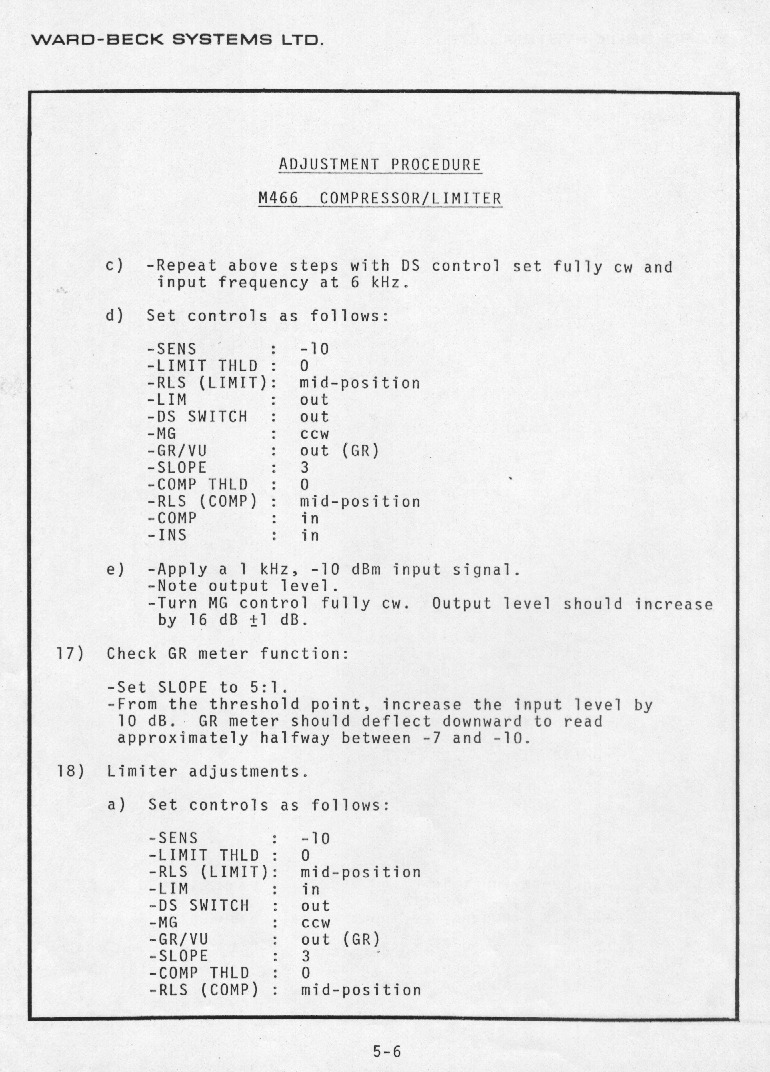 WARD-BECK SYSTEMS LTD.
ADJUSTMENT PROCEDURE
M466 COMPRESSOR/LIMITER
c) -Repeat above steps with DS control set fully cw and
input frequency at 6 kHz.
d) Set controls as follows:
-SENS : -10
-LIMIT THLD : 0
-RLS (LIMIT): mid-position
-LIM : out
-DS SWITCH : out
-MG : ccw
-GR/VU : out (GR)
-SLOPE : 3
-COMP THLD : 0
-RLS (COMP) : mid-position
-COMP : in
-INS : in
e) -Apply a 1 kHz, -10 dBm input signal.
-Note output level.
-Turn MG control fully cw. Output level should increase
by 16 dB ±1 dB.
17) Check GR meter function:
-Set SLOPE to 5:1.
-From the threshold point, increase the input level by
10 dB. GR meter should deflect downward to read
approximately halfway between -7 and -10.
18) Limiter adjustments.
a) Set controls as follows:
-SENS : -10
-LIMIT THLD : 0
-RLS (LIMIT): mid-position
-LIM : in
-DS SWITCH : out
-MG : ccw
-GR/VU : out (GR)
-SLOPE : 3
-COMP THLD : 0
-RLS (COMP) : mid-position
5-6